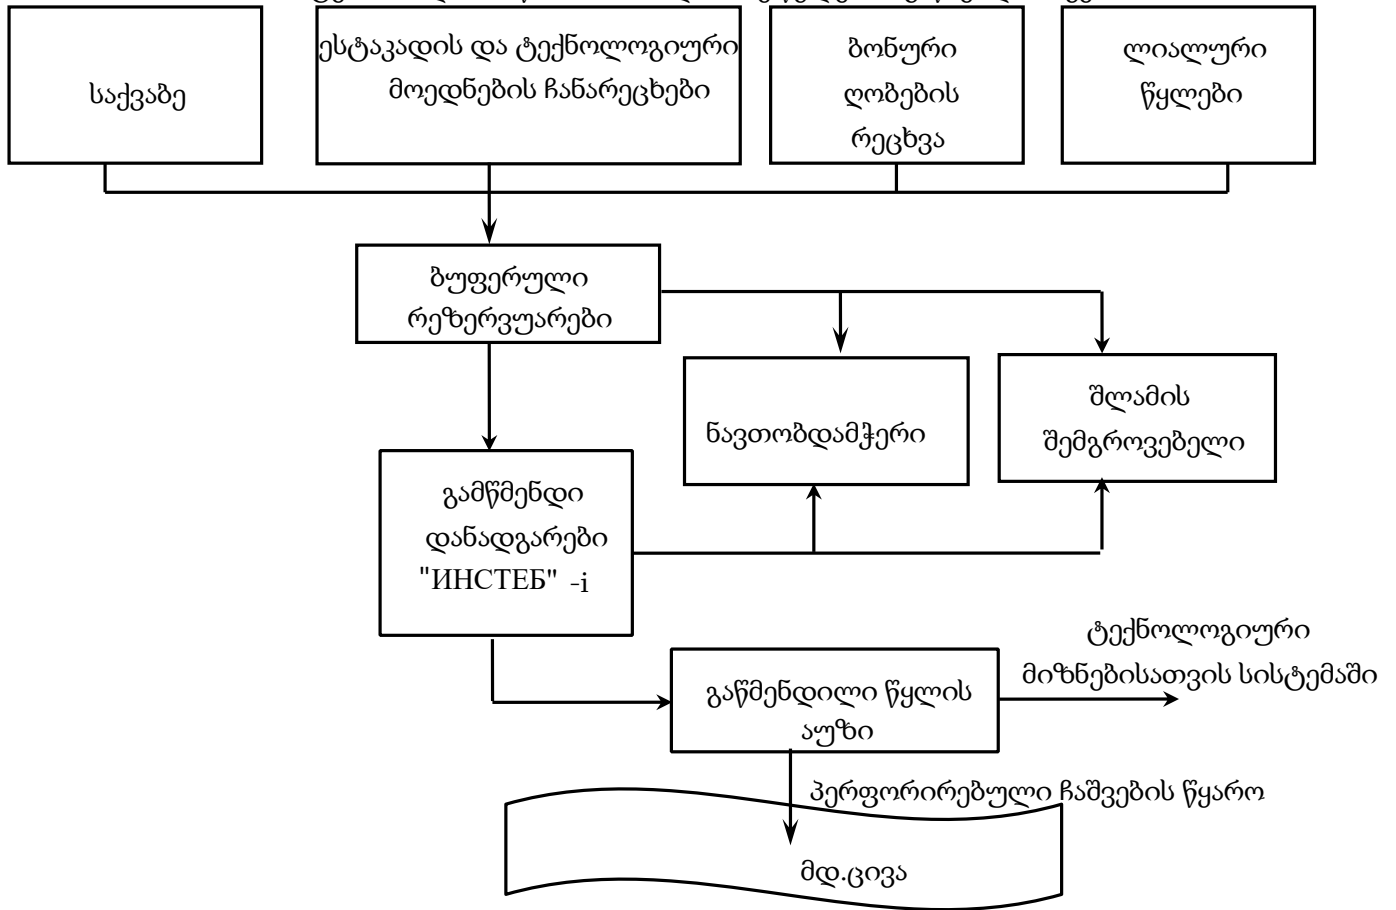 საქვაბე
ესტაკადის და ტექნოლოგიური
მოედნების ჩანარეცხები
ბონური
ღობების
რეცხვა
ლიალური
წყლები
ბუფერული
რეზერვუარები
ნავთობდამჭერი
შლამის
შემგროვებელი
გამწმენდი
დანადგარები
"ИНСТЕБ" -i
ტექნოლოგიური
მიზნებისათვის სისტემაში
გაწმენდილი წყლის
აუზი
პერფორირებული ჩაშვების წყარო
მდ.ცივა